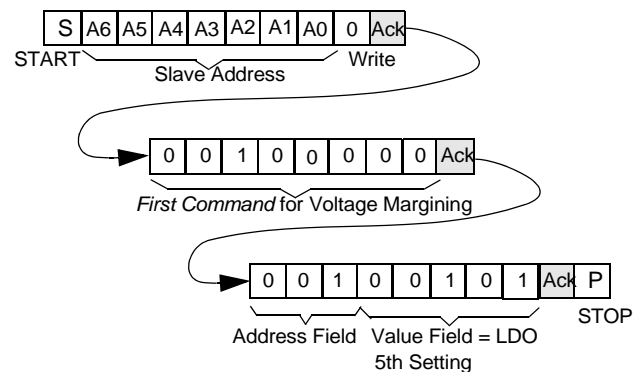 S A6 A5 A4 A3 A2 A1 A0 0 Ack
START Slave Address Write
0 0 1 0 0 0 0 0 Ack
First Command for Voltage Margining
0 0 1 0 0 1 0 1 Ack P
STOP
Address Field Value Field = LDO
5th Setting